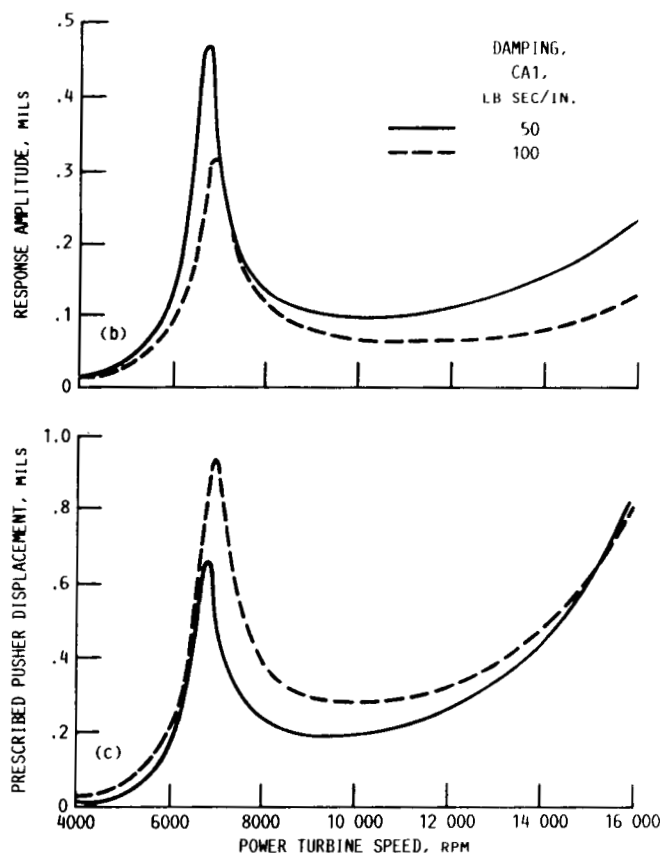 RESPONSE AMPLITUDE, MILS
.5
.4
.3
.2
.1
0
DAMPING,
CA1,
LB SEC/IN.
50
100
(b)
PRESCRIBED PUSHER DISPLACEMENT, MILS
1.0
.8
.6
.4
.2
0
(c)
4000 6000 8000 10 000 12 000 14 000 16 000
POWER TURBINE SPEED, RPM